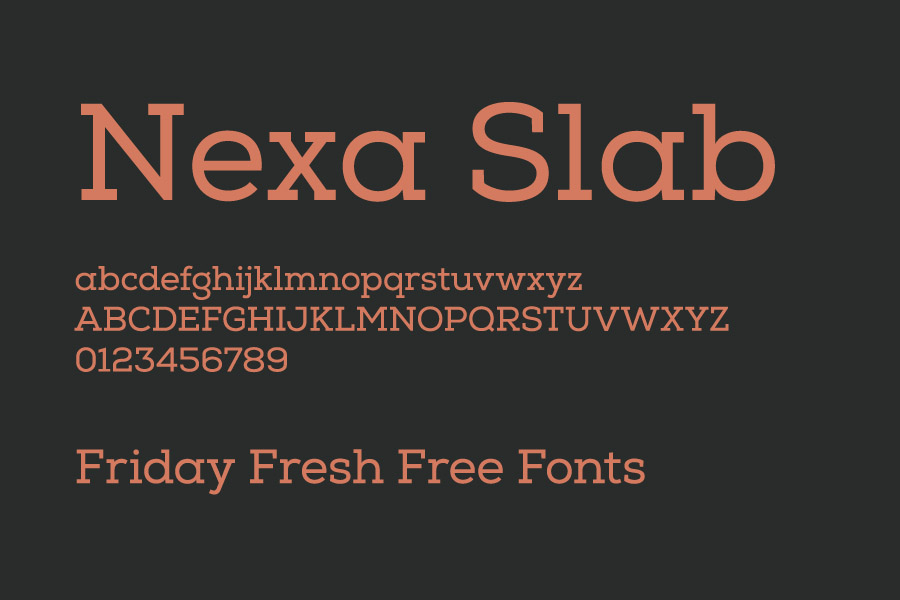 Nexa Slab
abcdefghijklmnopqrstuvwxyz
ABCDEFGHIJKLMNOPQRSTUVWXYZ
0123456789
Friday Fresh Free Fonts